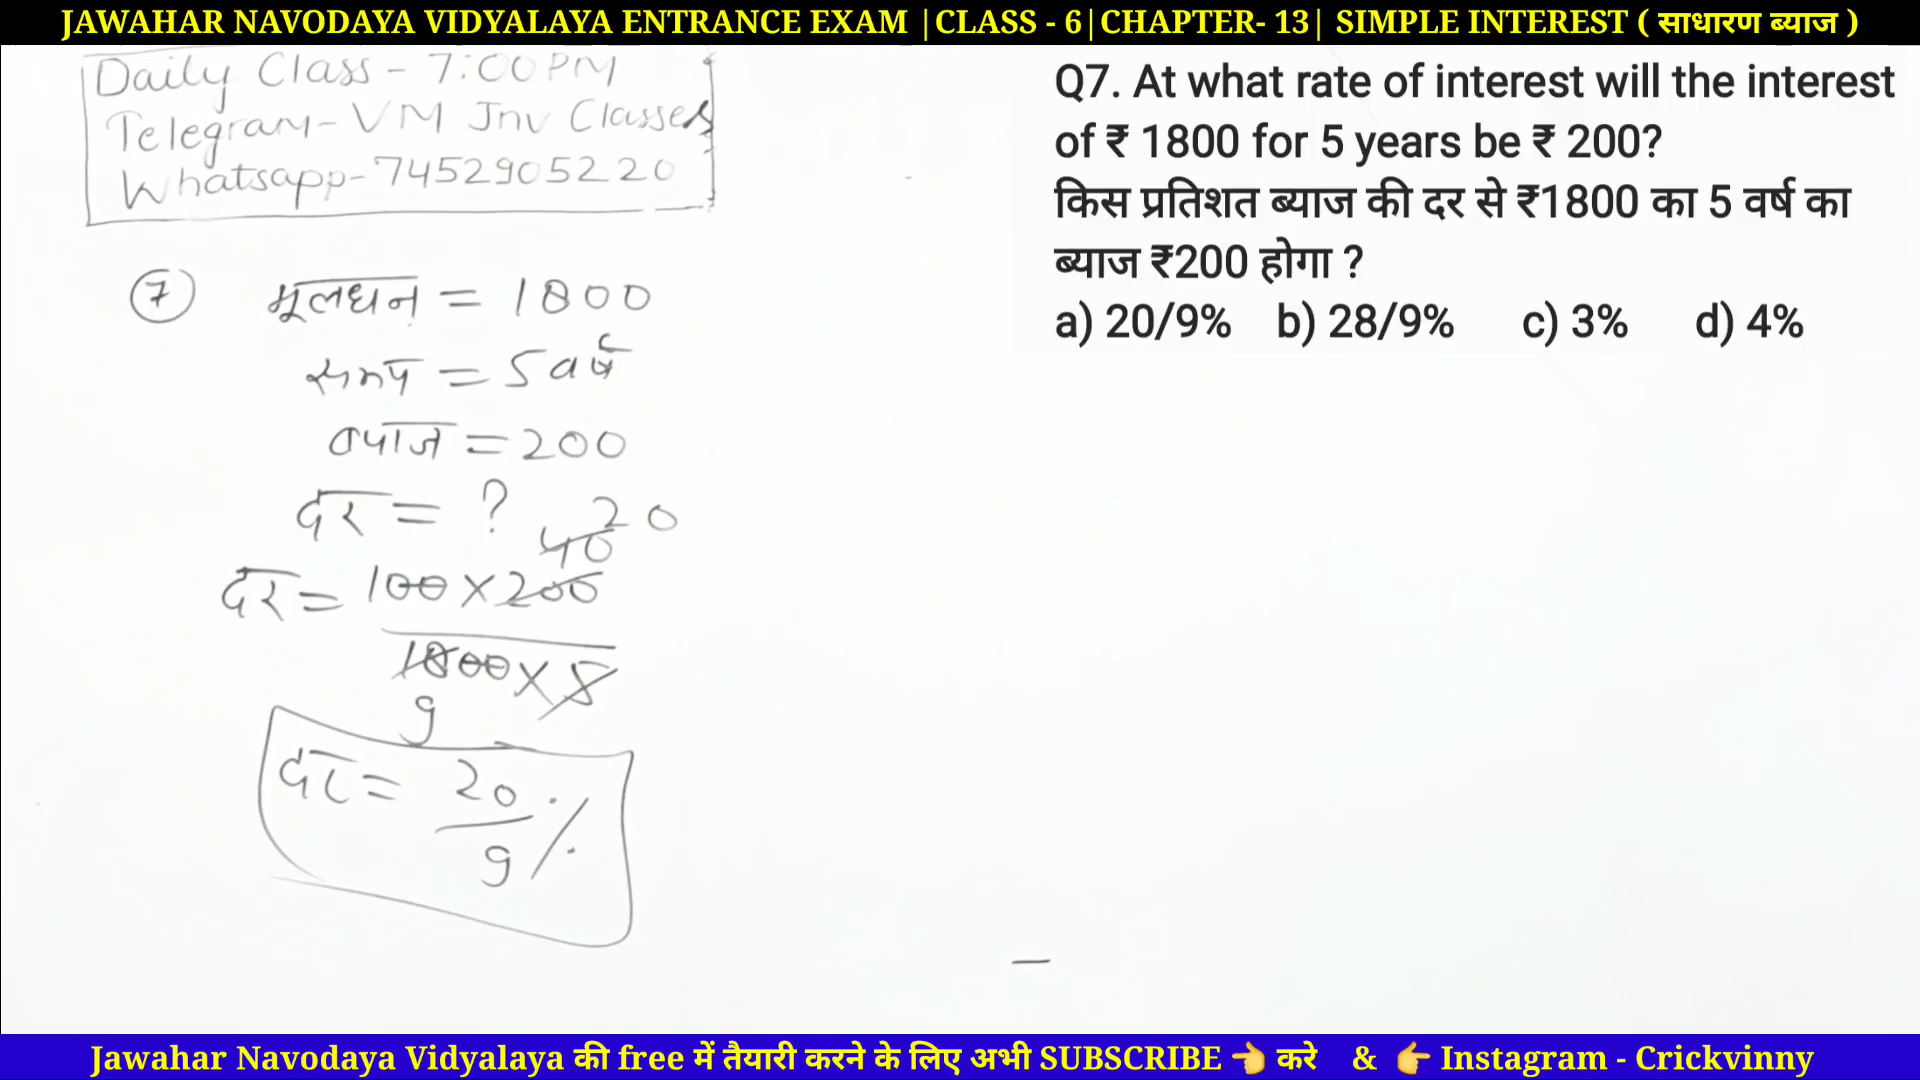 JAWAHAR NAVODAYA VIDYALAYA ENTRANCE EXAM |CLASS - 6|CHAPTER- 13| SIMPLE INTEREST ( साधारण ब्याज )
Daily Class - 7:00 PM
Telegram - VM Jnv Classes
Whatsapp - 7452905220
Q7. At what rate of interest will the interest
of ₹ 1800 for 5 years be ₹ 200?
किस प्रतिशत ब्याज की दर से ₹1800 का 5 वर्ष का
ब्याज ₹200 होगा ?
a) 20/9% b) 28/9% c) 3% d) 4%
7 मूलधन = 1800
समय = 5 वर्ष
ब्याज = 200
दर = ?
20
40
दर = 100 × 200
1800 × 5
9
दर = 20
9 %
Jawahar Navodaya Vidyalaya की free में तैयारी करने के लिए अभी SUBSCRIBE 👈 करे & 👉 Instagram - Crickvinny